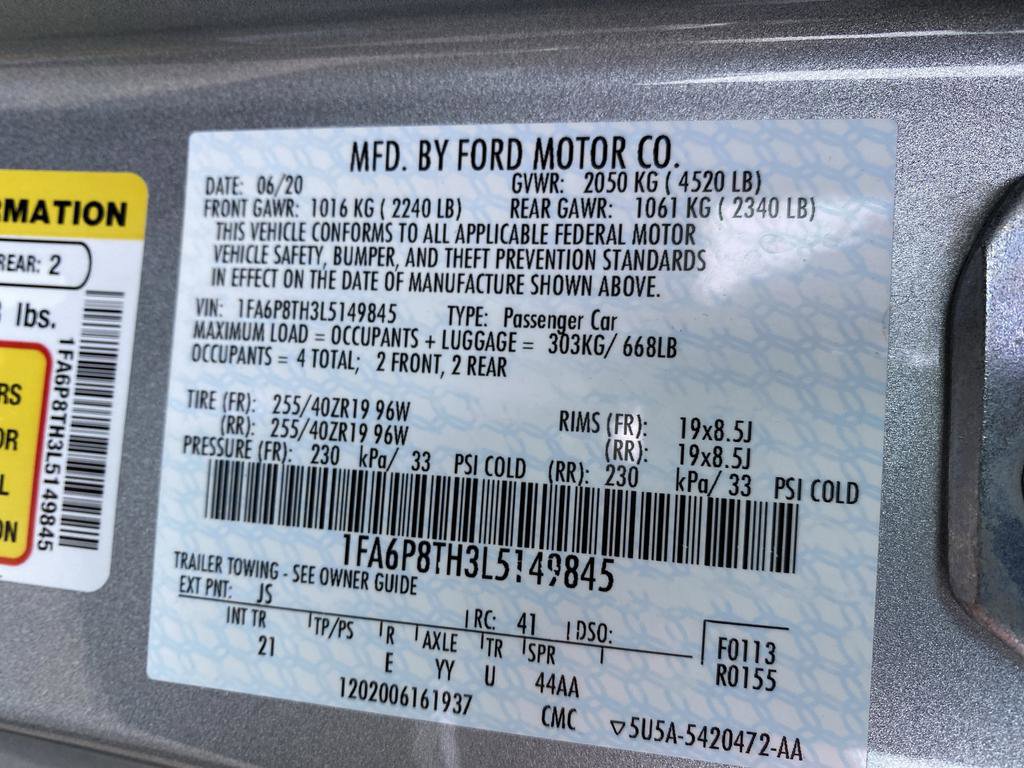 RMATION
REAR: 2
lbs.
RS
OR
L
ON
1FA6P8TH3L5149845
MFD. BY FORD MOTOR CO.
DATE: 06/20 GVWR: 2050 KG ( 4520 LB)
FRONT GAWR: 1016 KG ( 2240 LB) REAR GAWR: 1061 KG ( 2340 LB)
THIS VEHICLE CONFORMS TO ALL APPLICABLE FEDERAL MOTOR
VEHICLE SAFETY, BUMPER, AND THEFT PREVENTION STANDARDS
IN EFFECT ON THE DATE OF MANUFACTURE SHOWN ABOVE.
VIN: 1FA6P8TH3L5149845 TYPE: Passenger Car
MAXIMUM LOAD = OCCUPANTS + LUGGAGE = 303KG/ 668LB
OCCUPANTS = 4 TOTAL; 2 FRONT, 2 REAR
TIRE (FR): 255/40ZR19 96W RIMS (FR): 19x8.5J
(RR): 255/40ZR19 96W (RR): 19x8.5J
PRESSURE (FR): 230 kPa/ 33 PSI COLD (RR): 230 kPa/ 33 PSI COLD
1FA6P8TH3L5149845
TRAILER TOWING - SEE OWNER GUIDE
EXT PNT: JS RC: 41 DSO:
INT TR TP/PS R AXLE TR SPR F0113
21 E YY U 44AA R0155
1202006161937 CMC ▽5U5A-5420472-AA